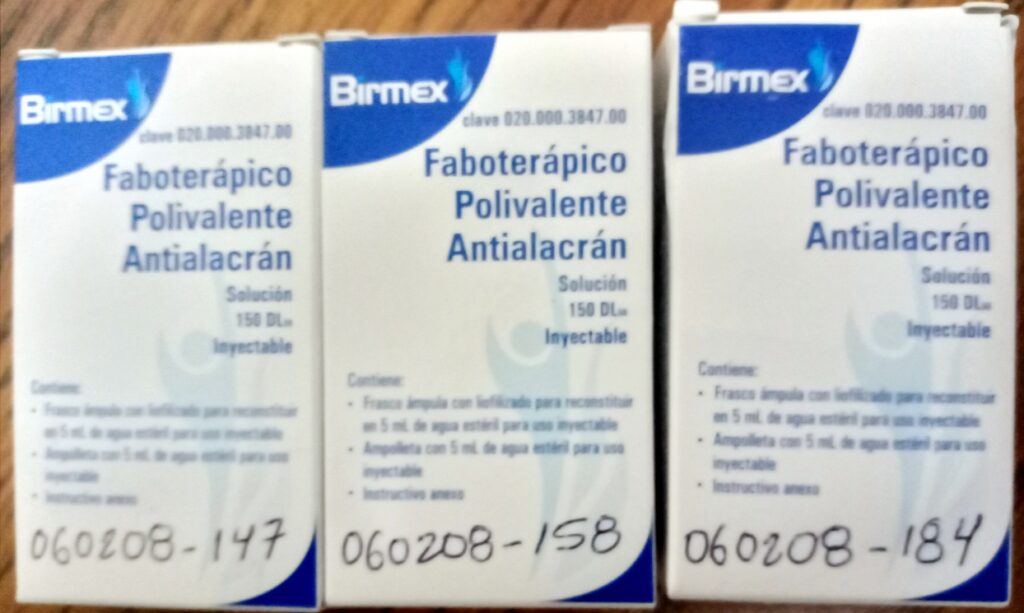 Birmex
clave 020.000.3847.00
Faboterápico
Polivalente
Antialacrán
Solución
150 DL₅₀
Inyectable
Contiene:
• Frasco ámpula con liofilizado para reconstituir
en 5 mL de agua estéril para uso inyectable
• Ampolleta con 5 mL de agua estéril para uso
inyectable
• Instructivo anexo
060208-147
Birmex
clave 020.000.3847.00
Faboterápico
Polivalente
Antialacrán
Solución
150 DL₅₀
Inyectable
Contiene:
• Frasco ámpula con liofilizado para reconstituir
en 5 mL de agua estéril para uso inyectable
• Ampolleta con 5 mL de agua estéril para uso
inyectable
• Instructivo anexo
060208-158
Birmex
clave 020.000.3847.00
Faboterápico
Polivalente
Antialacrán
Solución
150 DL₅₀
Inyectable
Contiene:
• Frasco ámpula con liofilizado para reconstituir
en 5 mL de agua estéril para uso inyectable
• Ampolleta con 5 mL de agua estéril para uso
inyectable
• Instructivo anexo
060208-184